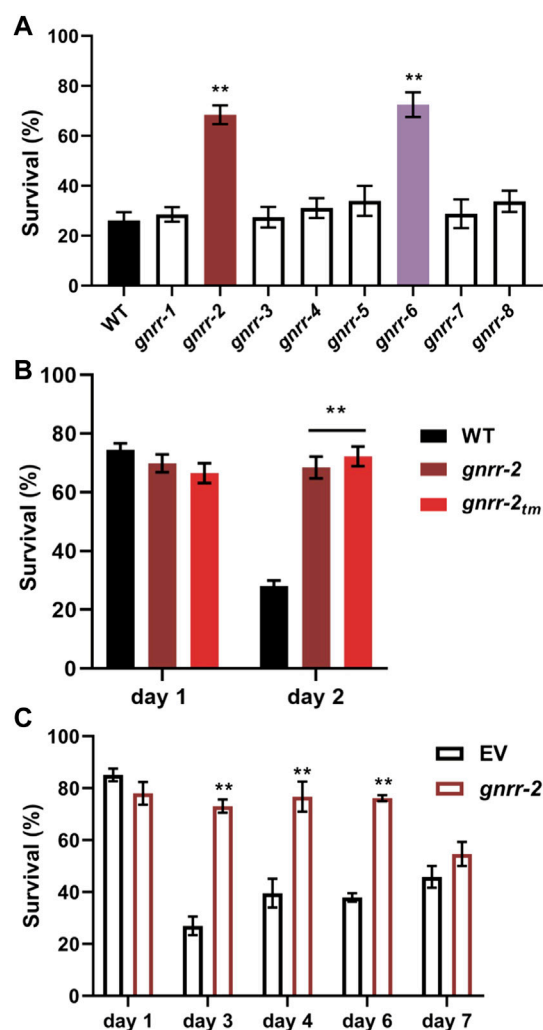 A
Survival (%)
100
80
60
40
20
0
**
**
WT
gnrr-1
gnrr-2
gnrr-3
gnrr-4
gnrr-5
gnrr-6
gnrr-7
gnrr-8
B
Survival (%)
100
80
60
40
20
0
**
day 1
day 2
WT
gnrr-2
gnrr-2tm
C
Survival (%)
100
80
60
40
20
0
**
**
**
EV
gnrr-2
day 1
day 3
day 4
day 6
day 7